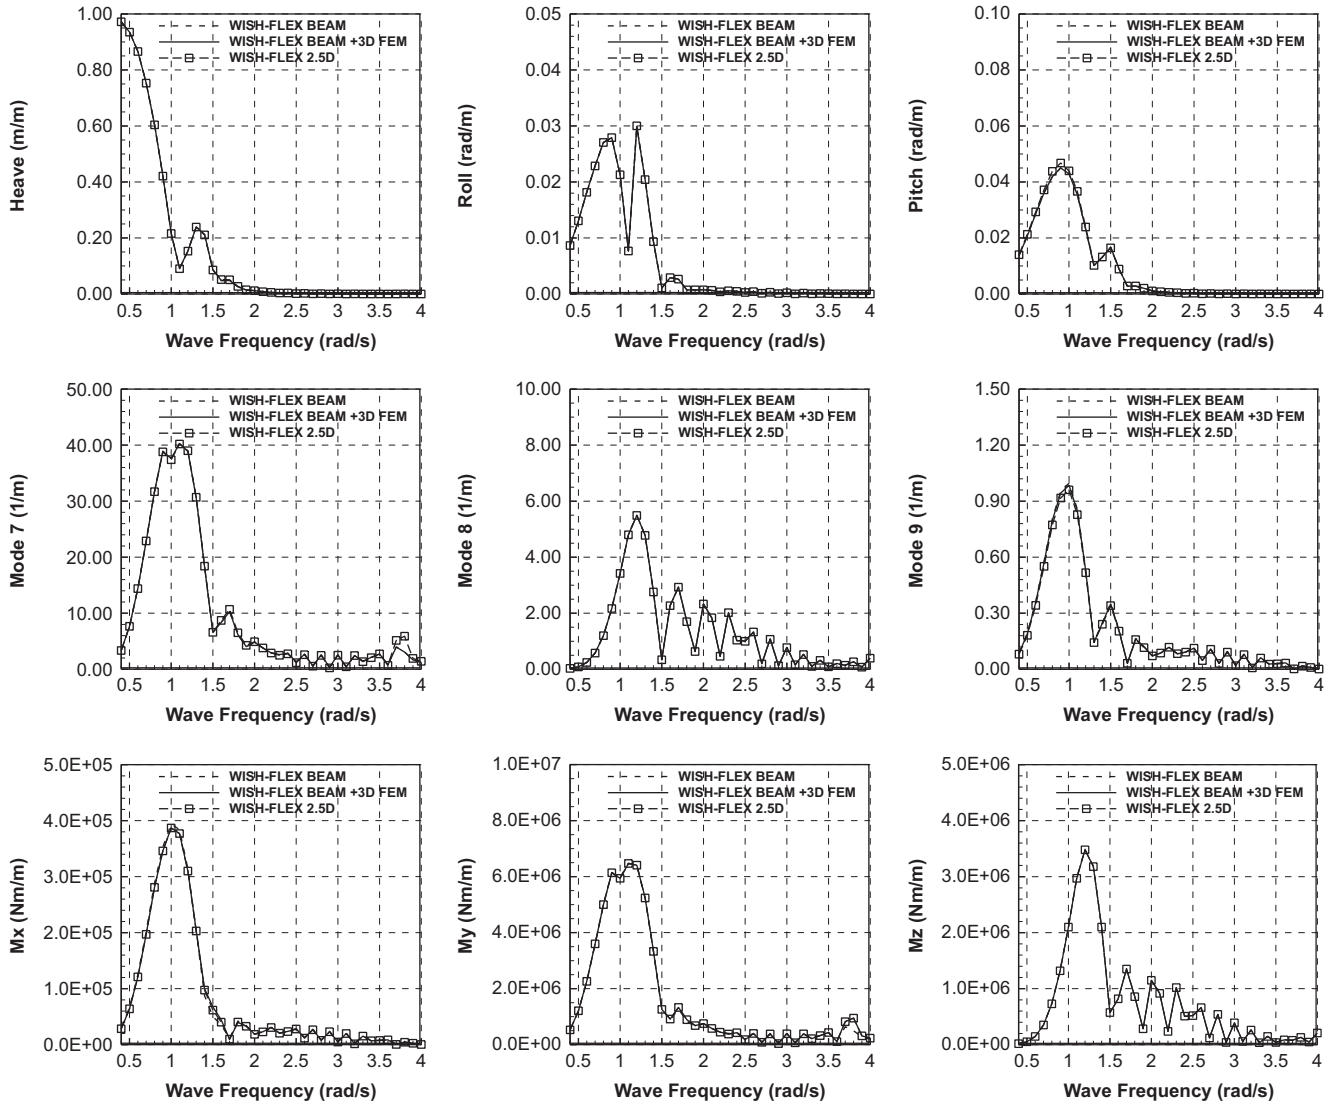 1.00
0.80
0.60
0.40
0.20
0.00
Heave (m/m)
WISH-FLEX BEAM
WISH-FLEX BEAM +3D FEM
WISH-FLEX 2.5D
0.5 1 1.5 2 2.5 3 3.5 4
Wave Frequency (rad/s)
0.05
0.04
0.03
0.02
0.01
0.00
Roll (rad/m)
WISH-FLEX BEAM
WISH-FLEX BEAM +3D FEM
WISH-FLEX 2.5D
0.5 1 1.5 2 2.5 3 3.5 4
Wave Frequency (rad/s)
0.10
0.08
0.06
0.04
0.02
0.00
Pitch (rad/m)
WISH-FLEX BEAM
WISH-FLEX BEAM +3D FEM
WISH-FLEX 2.5D
0.5 1 1.5 2 2.5 3 3.5 4
Wave Frequency (rad/s)
50.00
40.00
30.00
20.00
10.00
0.00
Mode 7 (1/m)
WISH-FLEX BEAM
WISH-FLEX BEAM +3D FEM
WISH-FLEX 2.5D
0.5 1 1.5 2 2.5 3 3.5 4
Wave Frequency (rad/s)
10.00
8.00
6.00
4.00
2.00
0.00
Mode 8 (1/m)
WISH-FLEX BEAM
WISH-FLEX BEAM +3D FEM
WISH-FLEX 2.5D
0.5 1 1.5 2 2.5 3 3.5 4
Wave Frequency (rad/s)
1.50
1.20
0.90
0.60
0.30
0.00
Mode 9 (1/m)
WISH-FLEX BEAM
WISH-FLEX BEAM +3D FEM
WISH-FLEX 2.5D
0.5 1 1.5 2 2.5 3 3.5 4
Wave Frequency (rad/s)
5.0E+05
4.0E+05
3.0E+05
2.0E+05
1.0E+05
0.0E+00
Mx (Nm/m)
WISH-FLEX BEAM
WISH-FLEX BEAM +3D FEM
WISH-FLEX 2.5D
0.5 1 1.5 2 2.5 3 3.5 4
Wave Frequency (rad/s)
1.0E+07
8.0E+06
6.0E+06
4.0E+06
2.0E+06
0.0E+00
My (Nm/m)
WISH-FLEX BEAM
WISH-FLEX BEAM +3D FEM
WISH-FLEX 2.5D
0.5 1 1.5 2 2.5 3 3.5 4
Wave Frequency (rad/s)
5.0E+06
4.0E+06
3.0E+06
2.0E+06
1.0E+06
0.0E+00
Mz (Nm/m)
WISH-FLEX BEAM
WISH-FLEX BEAM +3D FEM
WISH-FLEX 2.5D
0.5 1 1.5 2 2.5 3 3.5 4
Wave Frequency (rad/s)